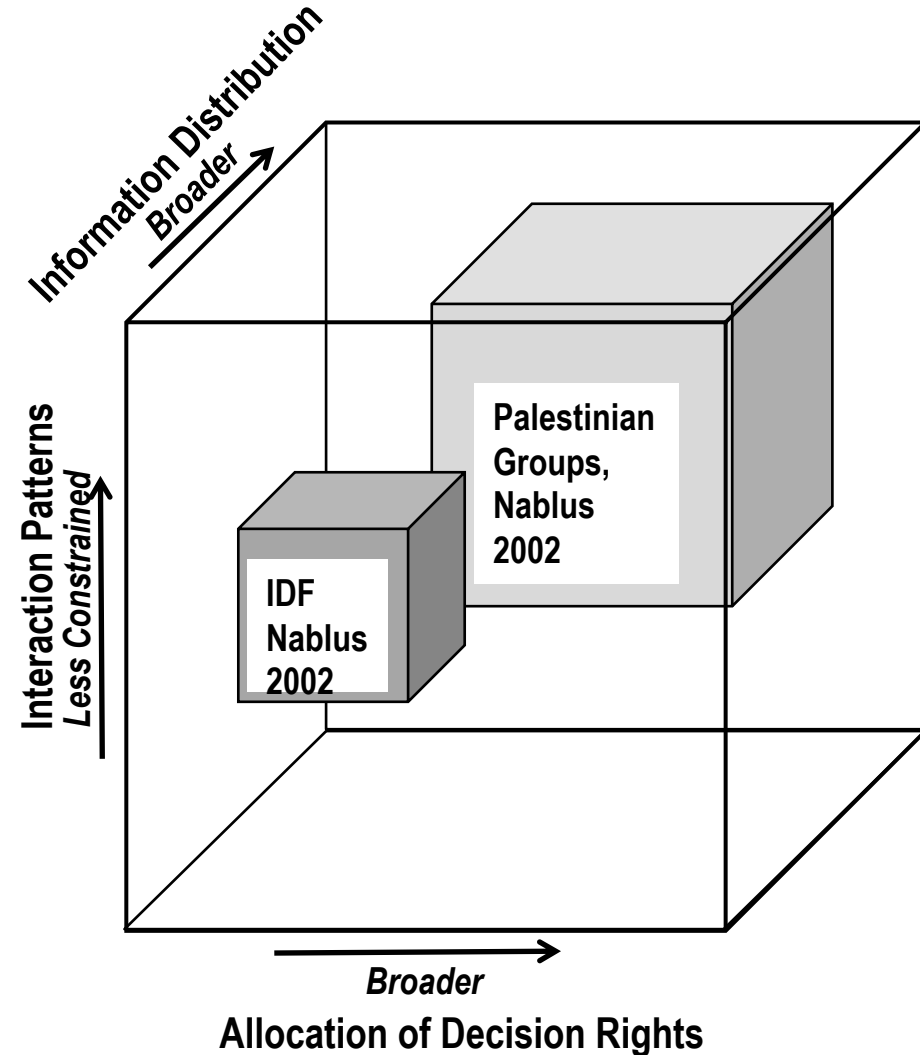 Information Distribution
Broader
Interaction Patterns
Less Constrained
Palestinian
Groups,
Nablus
2002
IDF
Nablus
2002
Broader
Allocation of Decision Rights